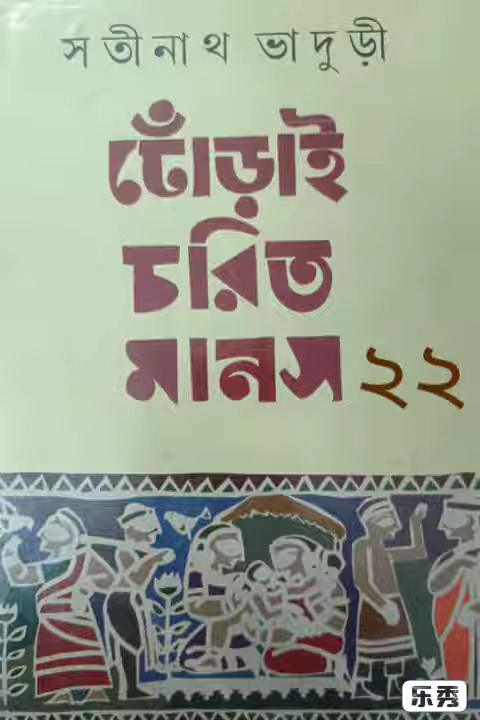 সতীনাথ ভাদুড়ী
ঢোঁড়াই
চরিত
মানস ২২
乐秀